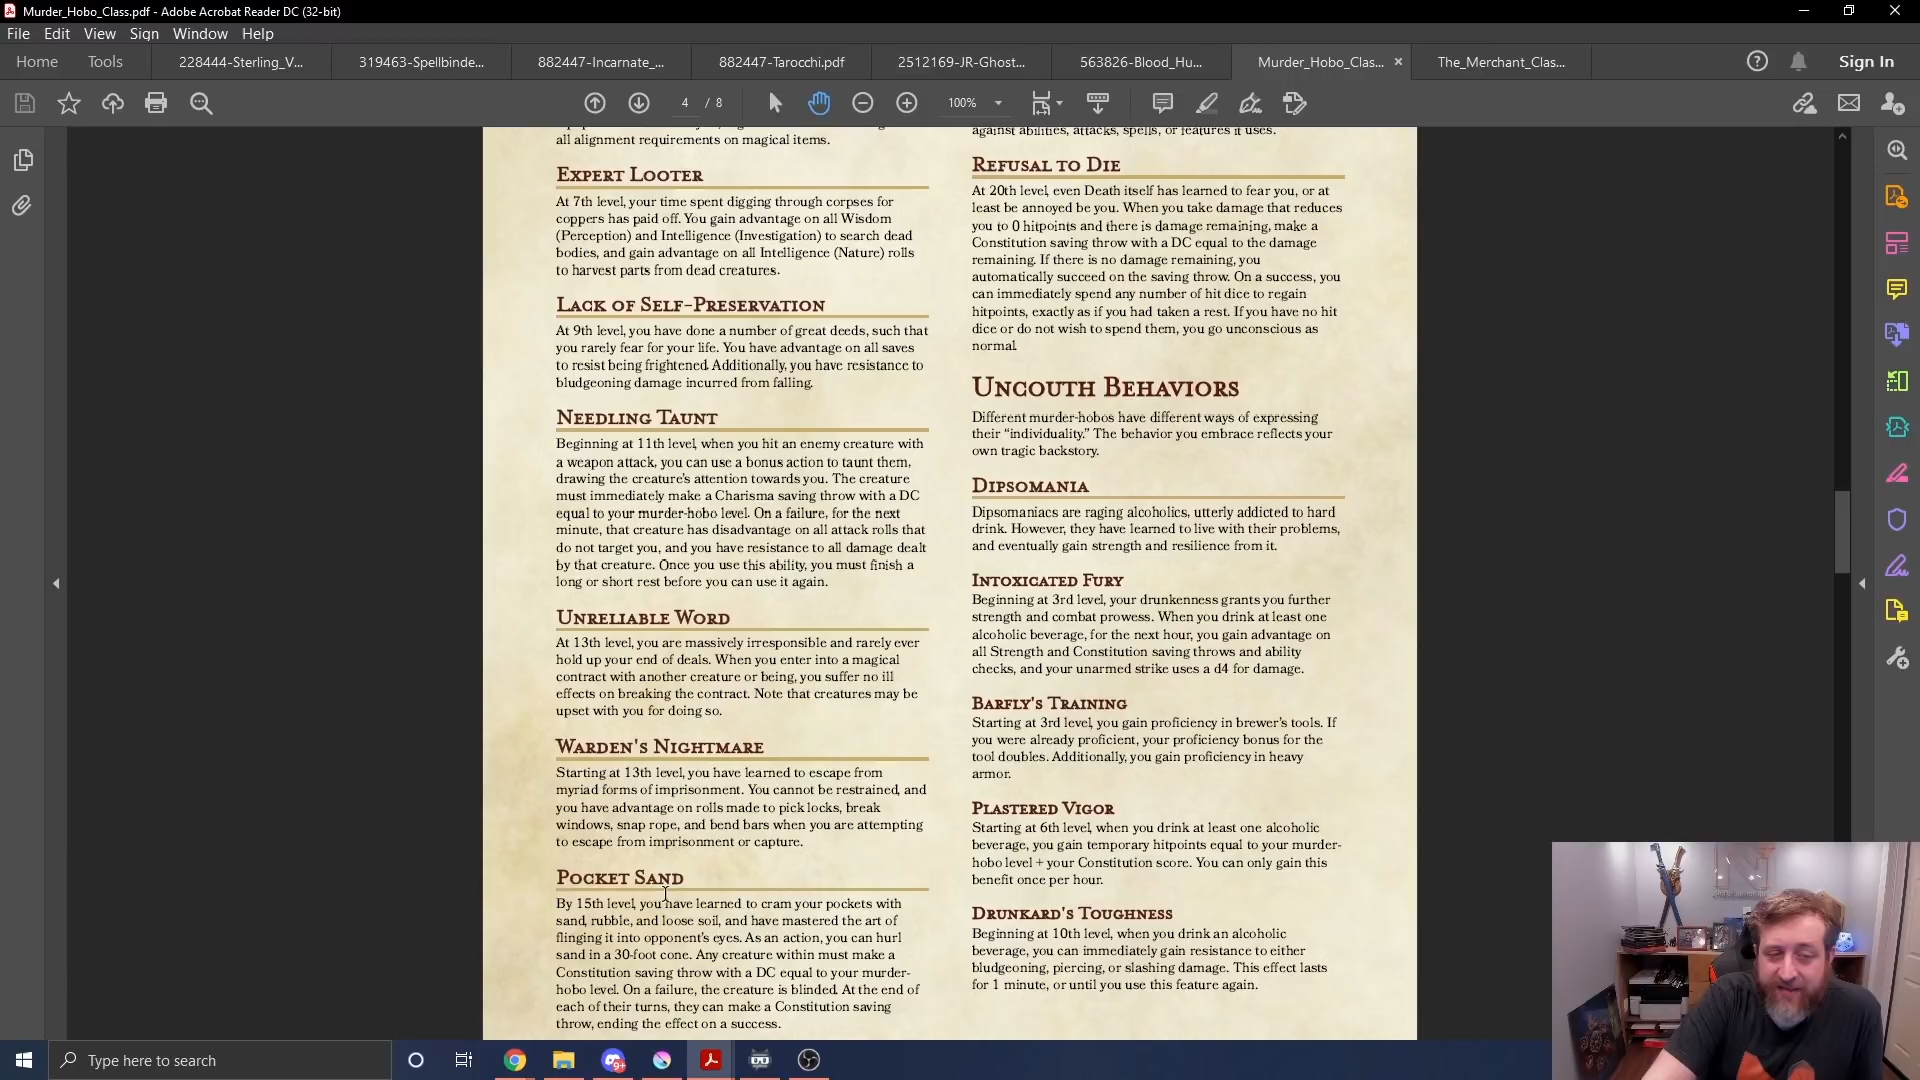 Murder_Hobo_Class.pdf - Adobe Acrobat Reader DC (32-bit)
File Edit View Sign Window Help
Home Tools 228444-Sterling_V... 319463-Spellbinde... 882447-Incarnate_... 882447-Tarocchi.pdf 2512169-JR-Ghost... 563826-Blood_Hu... Murder_Hobo_Clas... × The_Merchant_Clas... Sign In
4 / 8 100%
all alignment requirements on magical items.
Expert Looter
At 7th level, your time spent digging through corpses for
coppers has paid off. You gain advantage on all Wisdom
(Perception) and Intelligence (Investigation) to search dead
bodies, and gain advantage on all Intelligence (Nature) rolls
to harvest parts from dead creatures.
Lack of Self-Preservation
At 9th level, you have done a number of great deeds, such that
you rarely fear for your life. You have advantage on all saves
to resist being frightened. Additionally, you have resistance to
bludgeoning damage incurred from falling.
Needling Taunt
Beginning at 11th level, when you hit an enemy creature with
a weapon attack, you can use a bonus action to taunt them,
drawing the creature's attention towards you. The creature
must immediately make a Charisma saving throw with a DC
equal to your murder-hobo level. On a failure, for the next
minute, that creature has disadvantage on all attack rolls that
do not target you, and you have resistance to all damage dealt
by that creature. Once you use this ability, you must finish a
long or short rest before you can use it again.
Unreliable Word
At 13th level, you are massively irresponsible and rarely ever
hold up your end of deals. When you enter into a magical
contract with another creature or being, you suffer no ill
effects on breaking the contract. Note that creatures may be
upset with you for doing so.
Warden's Nightmare
Starting at 13th level, you have learned to escape from
myriad forms of imprisonment. You cannot be restrained, and
you have advantage on rolls made to pick locks, break
windows, snap rope, and bend bars when you are attempting
to escape from imprisonment or capture.
Pocket Sand
By 15th level, you have learned to cram your pockets with
sand, rubble, and loose soil, and have mastered the art of
flinging it into opponent's eyes. As an action, you can hurl
sand in a 30-foot cone. Any creature within must make a
Constitution saving throw with a DC equal to your murder-
hobo level. On a failure, the creature is blinded. At the end of
each of their turns, they can make a Constitution saving
throw, ending the effect on a success.
against abilities, attacks, spells, or features it uses.
Refusal to Die
At 20th level, even Death itself has learned to fear you, or at
least be annoyed be you. When you take damage that reduces
you to 0 hitpoints and there is damage remaining, make a
Constitution saving throw with a DC equal to the damage
remaining. If there is no damage remaining, you
automatically succeed on the saving throw. On a success, you
can immediately spend any number of hit dice to regain
hitpoints, exactly as if you had taken a rest. If you have no hit
dice or do not wish to spend them, you go unconscious as
normal.
Uncouth Behaviors
Different murder-hobos have different ways of expressing
their “individuality.” The behavior you embrace reflects your
own tragic backstory.
Dipsomania
Dipsomaniacs are raging alcoholics, utterly addicted to hard
drink. However, they have learned to live with their problems,
and eventually gain strength and resilience from it.
Intoxicated Fury
Beginning at 3rd level, your drunkenness grants you further
strength and combat prowess. When you drink at least one
alcoholic beverage, for the next hour, you gain advantage on
all Strength and Constitution saving throws and ability
checks, and your unarmed strike uses a d4 for damage.
Barfly's Training
Starting at 3rd level, you gain proficiency in brewer's tools. If
you were already proficient, your proficiency bonus for the
tool doubles. Additionally, you gain proficiency in heavy
armor.
Plastered Vigor
Starting at 6th level, when you drink at least one alcoholic
beverage, you gain temporary hitpoints equal to your murder-
hobo level + your Constitution score. You can only gain this
benefit once per hour.
Drunkard's Toughness
Beginning at 10th level, when you drink an alcoholic
beverage, you can immediately gain resistance to either
bludgeoning, piercing, or slashing damage. This effect lasts
for 1 minute, or until you use this feature again.
Type here to search